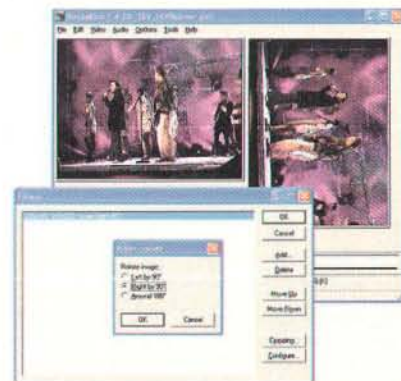 File Edit Video Audio Options Tools Help
OK
Cancel
Add...
Delete
Move Up
Move Down
Cropping...
Configure...
Rotate image:
Left by 90°
Right by 90°
Around 180°
OK Cancel